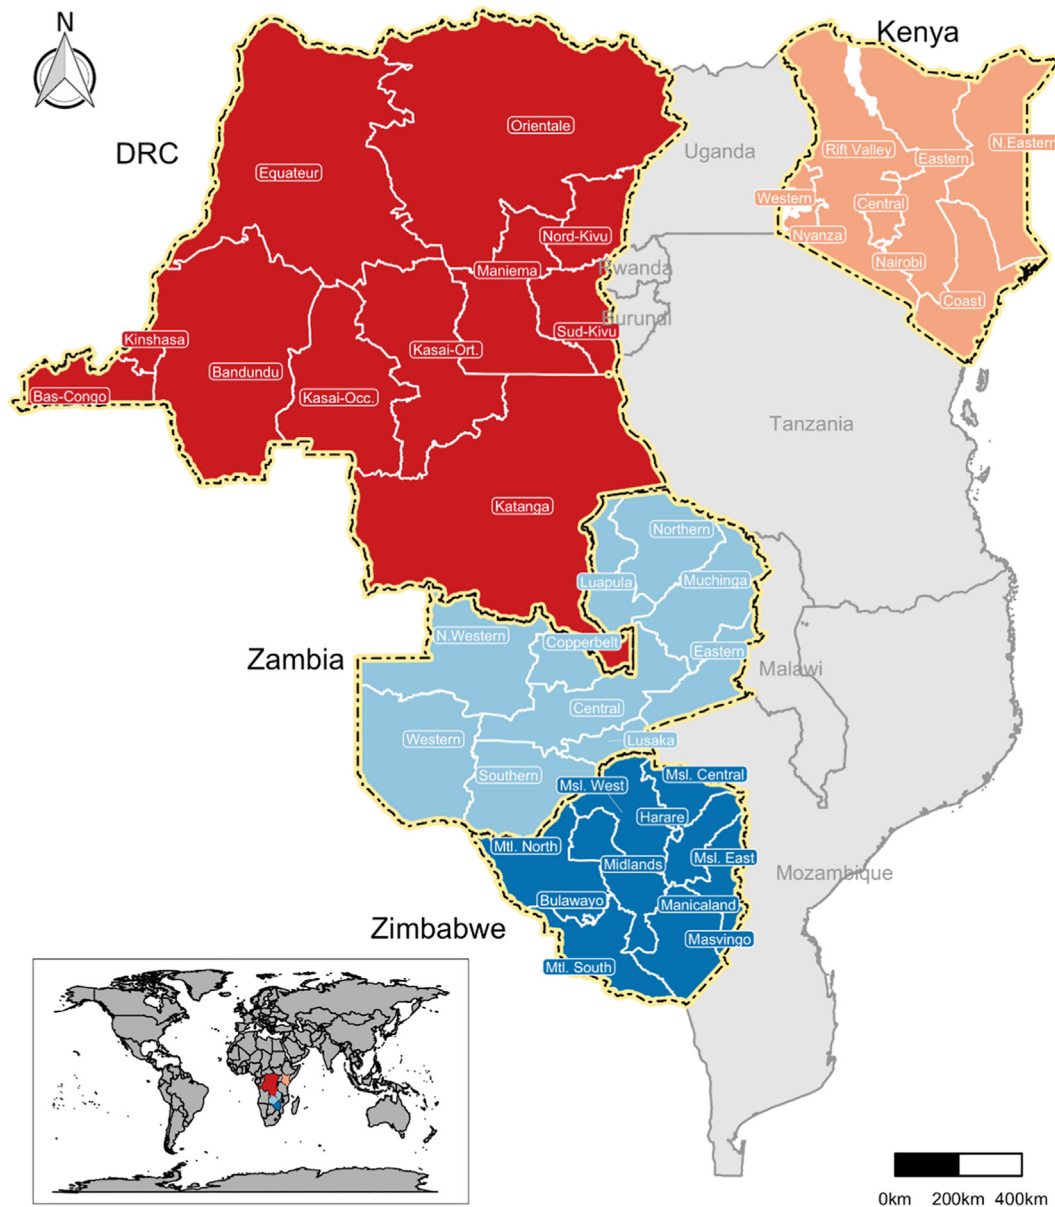 N
Kenya
DRC
Orientale
Uganda
Rift Valley
Eastern
N.Eastern
Equateur
Western
Central
Nord-Kivu
Nyanza
Maniema
Rwanda
Nairobi
Coast
Burundi
Kinshasa
Sud-Kivu
Kasai-Ort.
Bandundu
Bas-Congo
Kasai-Occ.
Tanzania
Katanga
Northern
Luapula
Muchinga
N.Western
Copperbelt
Eastern
Zambia
Malawi
Central
Western
Lusaka
Southern
Msl. Central
Msl. West
Harare
Mtl. North
Msl. East
Midlands
Mozambique
Bulawayo
Manicaland
Zimbabwe
Masvingo
Mtl. South
0km 200km 400km